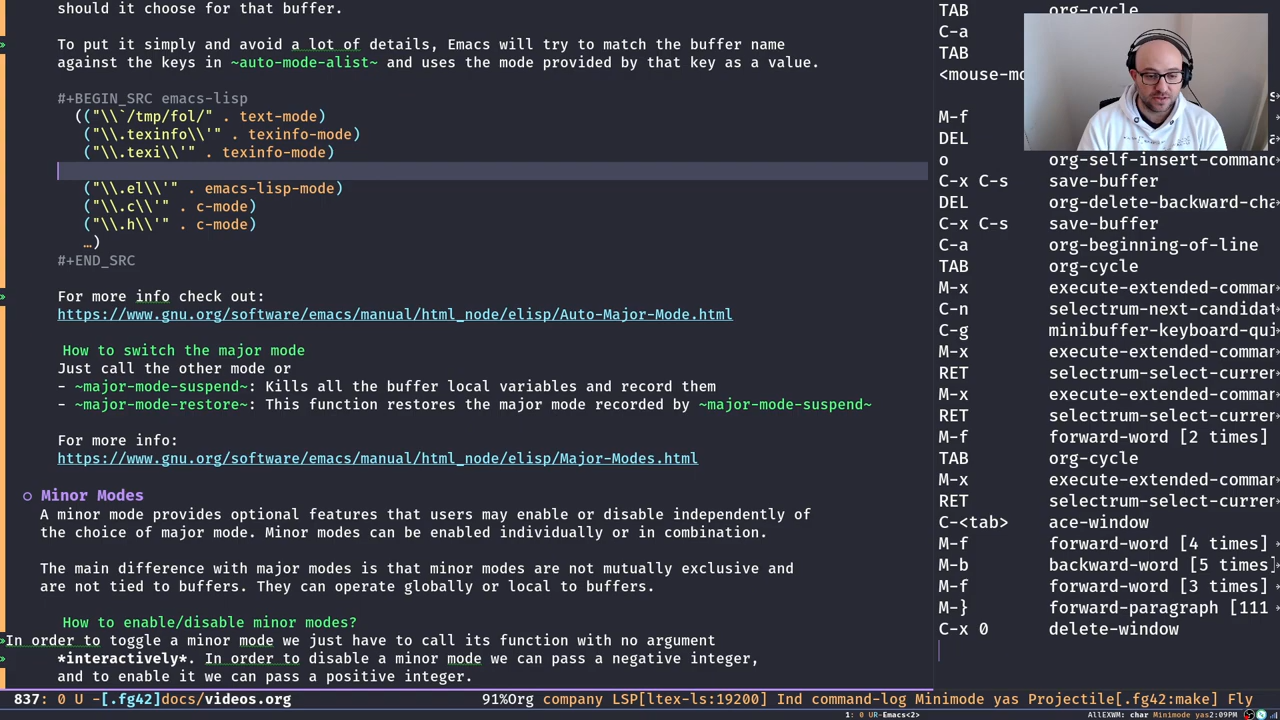 should it choose for that buffer.
To put it simply and avoid a lot of details, Emacs will try to match the buffer name
against the keys in ~auto-mode-alist~ and uses the mode provided by that key as a value.
#+BEGIN_SRC emacs-lisp
(("\\`/tmp/fol/" . text-mode)
("\\.texinfo\\'" . texinfo-mode)
("\\.texi\\'" . texinfo-mode)
("\\.el\\'" . emacs-lisp-mode)
("\\.c\\'" . c-mode)
("\\.h\\'" . c-mode)
…)
#+END_SRC
For more info check out:
https://www.gnu.org/software/emacs/manual/html_node/elisp/Auto-Major-Mode.html
How to switch the major mode
Just call the other mode or
- ~major-mode-suspend~: Kills all the buffer local variables and record them
- ~major-mode-restore~: This function restores the major mode recorded by ~major-mode-suspend~
For more info:
https://www.gnu.org/software/emacs/manual/html_node/elisp/Major-Modes.html
○ Minor Modes
A minor mode provides optional features that users may enable or disable independently of
the choice of major mode. Minor modes can be enabled individually or in combination.
The main difference with major modes is that minor modes are not mutually exclusive and
are not tied to buffers. They can operate globally or local to buffers.
How to enable/disable minor modes?
In order to toggle a minor mode we just have to call its function with no argument
*interactively*. In order to disable a minor mode we can pass a negative integer,
and to enable it we can pass a positive integer.
837: 0 U -[.fg42]docs/videos.org 91%Org company LSP[ltex-ls:19200] Ind command-log Minimode yas Projectile[.fg42:make] Fly
TAB org-cycle
C-a
TAB
<mouse-mo
M-f
DEL
o org-self-insert-comman
C-x C-s save-buffer
DEL org-delete-backward-cha
C-x C-s save-buffer
C-a org-beginning-of-line
TAB org-cycle
M-x execute-extended-comman
C-n selectrum-next-candidat
C-g minibuffer-keyboard-qui
M-x execute-extended-comman
RET selectrum-select-curren
M-x execute-extended-comman
RET selectrum-select-curren
M-f forward-word [2 times]
TAB org-cycle
M-x execute-extended-comman
RET selectrum-select-curren
C-<tab> ace-window
M-f forward-word [4 times]
M-b backward-word [5 times]
M-f forward-word [3 times]
M-} forward-paragraph [111
C-x 0 delete-window
1: 0 UR-Emacs<2> AllEXWM: char Minimode yas2:09PM